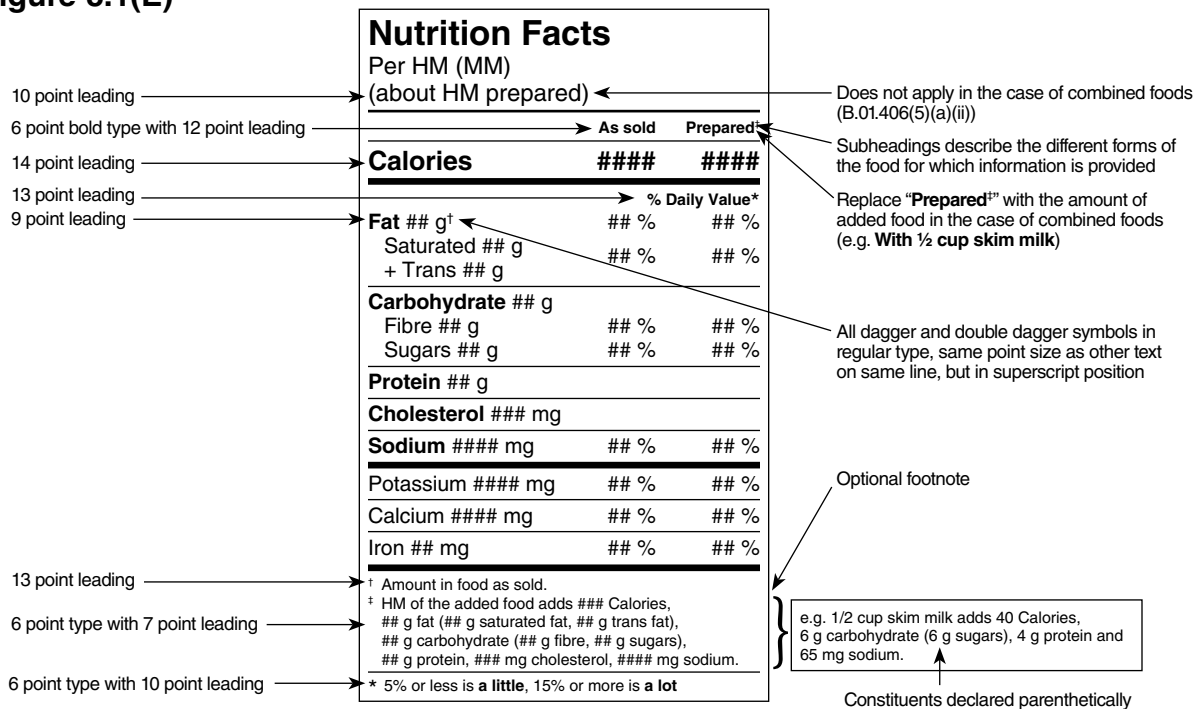 Nutrition Facts
Per HM (MM)
(about HM prepared)
As sold Prepared‡
Calories #### ####
% Daily Value*
Fat ## g† ## % ## %
Saturated ## g
+ Trans ## g ## % ## %
Carbohydrate ## g
Fibre ## g ## % ## %
Sugars ## g ## % ## %
Protein ## g
Cholesterol ### mg
Sodium #### mg ## % ## %
Potassium #### mg ## % ## %
Calcium #### mg ## % ## %
Iron ## mg ## % ## %
† Amount in food as sold.
‡ HM of the added food adds ### Calories,
## g fat (## g saturated fat, ## g trans fat),
## g carbohydrate (## g fibre, ## g sugars),
## g protein, ### mg cholesterol, #### mg sodium.
* 5% or less is a little, 15% or more is a lot
10 point leading
6 point bold type with 12 point leading
14 point leading
13 point leading
9 point leading
13 point leading
6 point type with 7 point leading
6 point type with 10 point leading
Does not apply in the case of combined foods
(B.01.406(5)(a)(ii))
Subheadings describe the different forms of
the food for which information is provided
Replace “Prepared‡” with the amount of
added food in the case of combined foods
(e.g. With ½ cup skim milk)
All dagger and double dagger symbols in
regular type, same point size as other text
on same line, but in superscript position
Optional footnote
e.g. 1/2 cup skim milk adds 40 Calories,
6 g carbohydrate (6 g sugars), 4 g protein and
65 mg sodium.
Constituents declared parenthetically